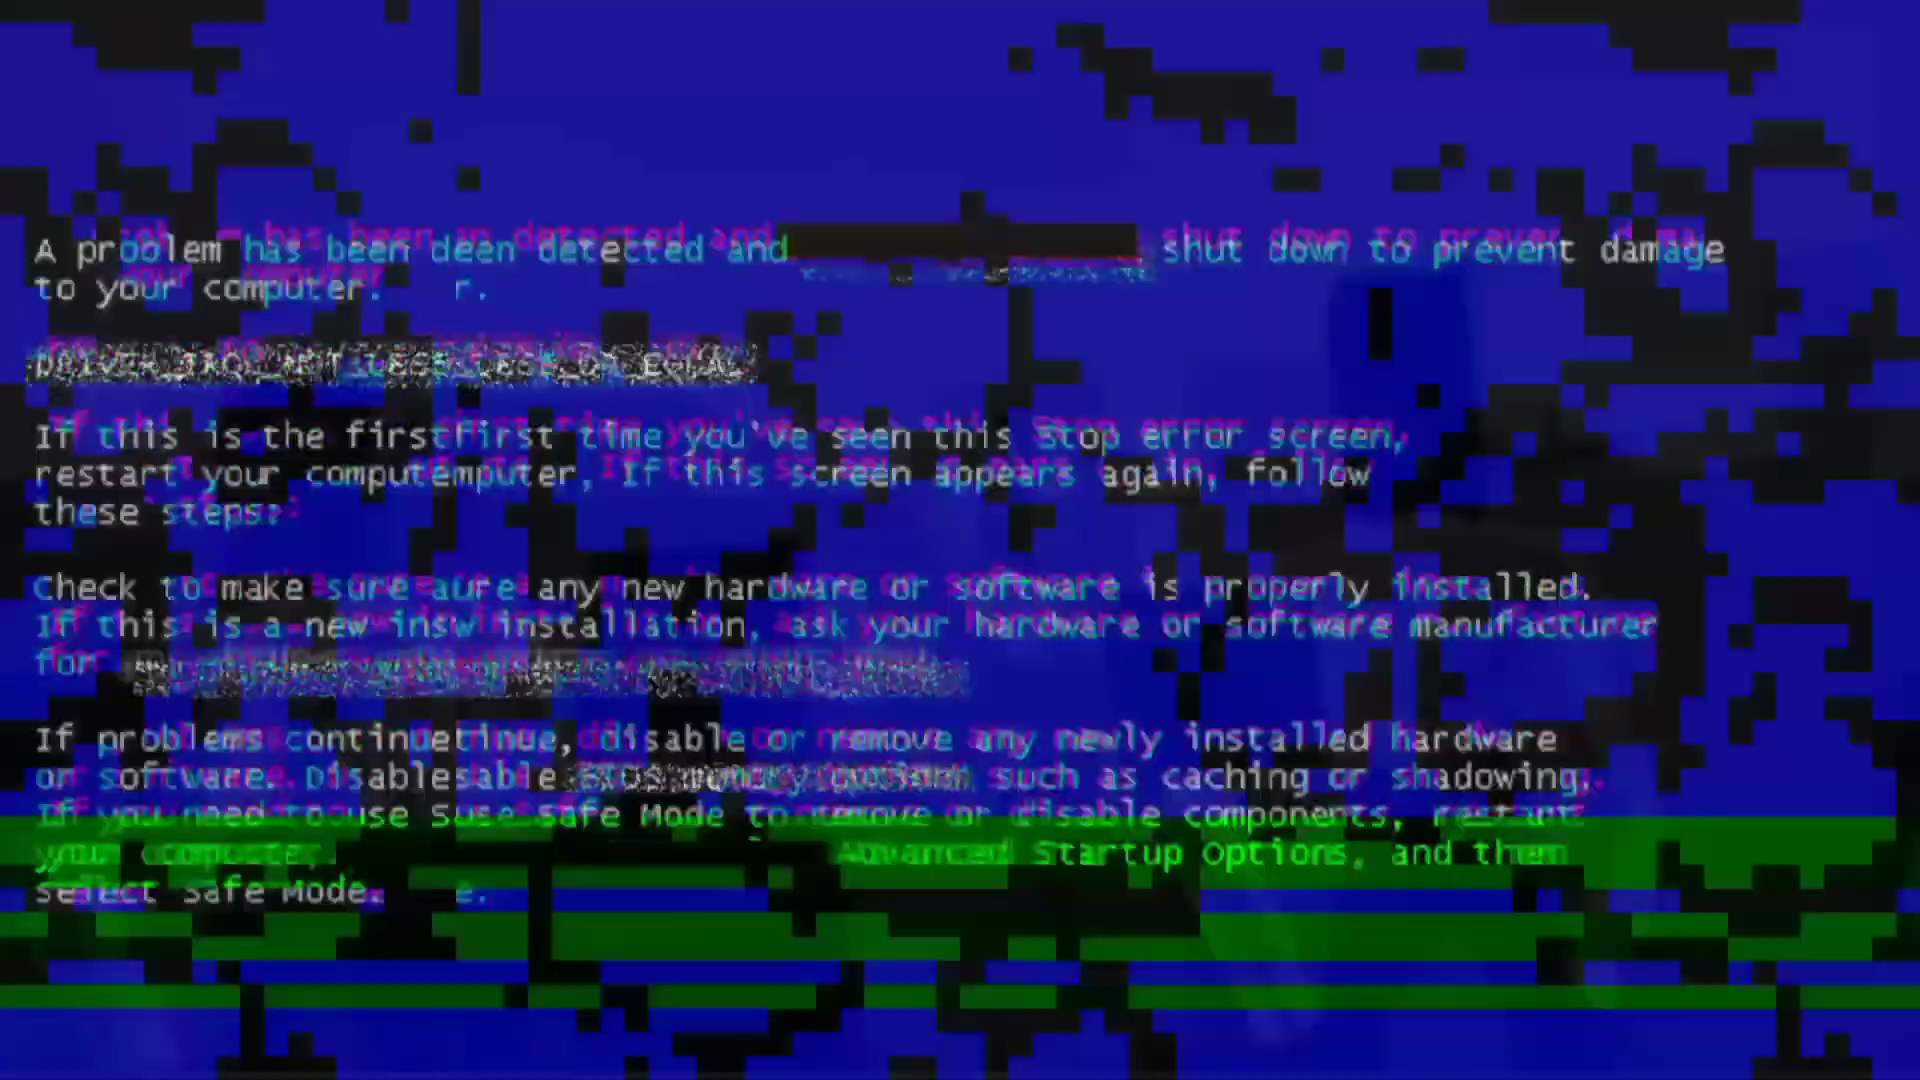 A problem has been deen detected and shut down to prevent damage
to your computer. r.
DRIVER_IRQL_NOT_LESS_LESS_OR_EQUAL
If this is the firstfirst time you've seen this Stop error screen,
restart your computemputer, If this screen appears again, follow
these steps:
Check to make sure aure any new hardware or software is properly installed.
If this is a new insw installation, ask your hardware or software manufacturer
for
If problems continuetinue, disable or remove any newly installed hardware
or software. Disablesable BIOS memory options such as caching or shadowing.
If you need to use Suse Safe Mode to remove or disable components, restart
your computer, Advanced Startup Options, and then
select Safe Mode. e.